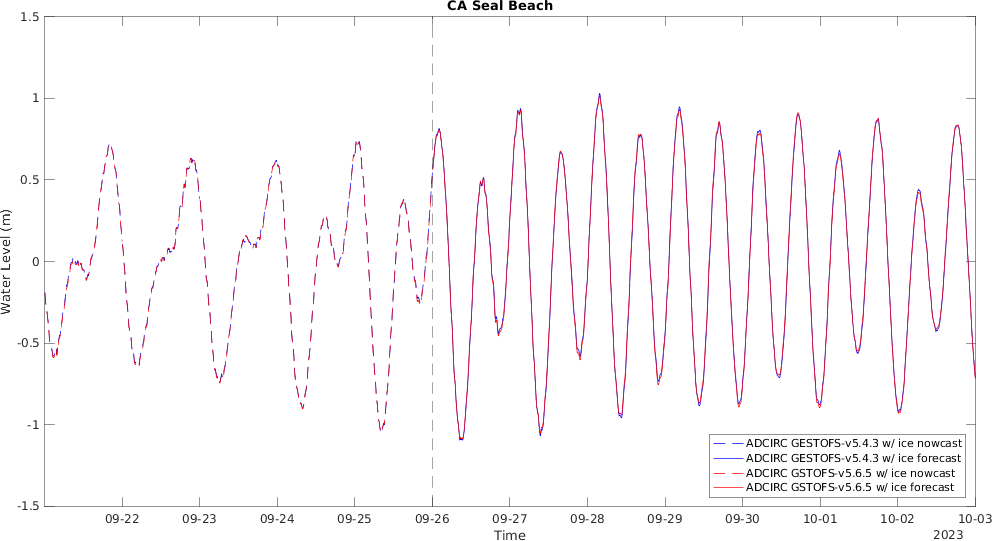 CA Seal Beach
1.5
1
0.5
0
-0.5
-1
-1.5
Water Level (m)
09-22 09-23 09-24 09-25 09-26 09-27 09-28 09-29 09-30 10-01 10-02 10-03
Time
2023
ADCIRC GESTOFS-v5.4.3 w/ ice nowcast
ADCIRC GESTOFS-v5.4.3 w/ ice forecast
ADCIRC GSTOFS-v5.6.5 w/ ice nowcast
ADCIRC GSTOFS-v5.6.5 w/ ice forecast